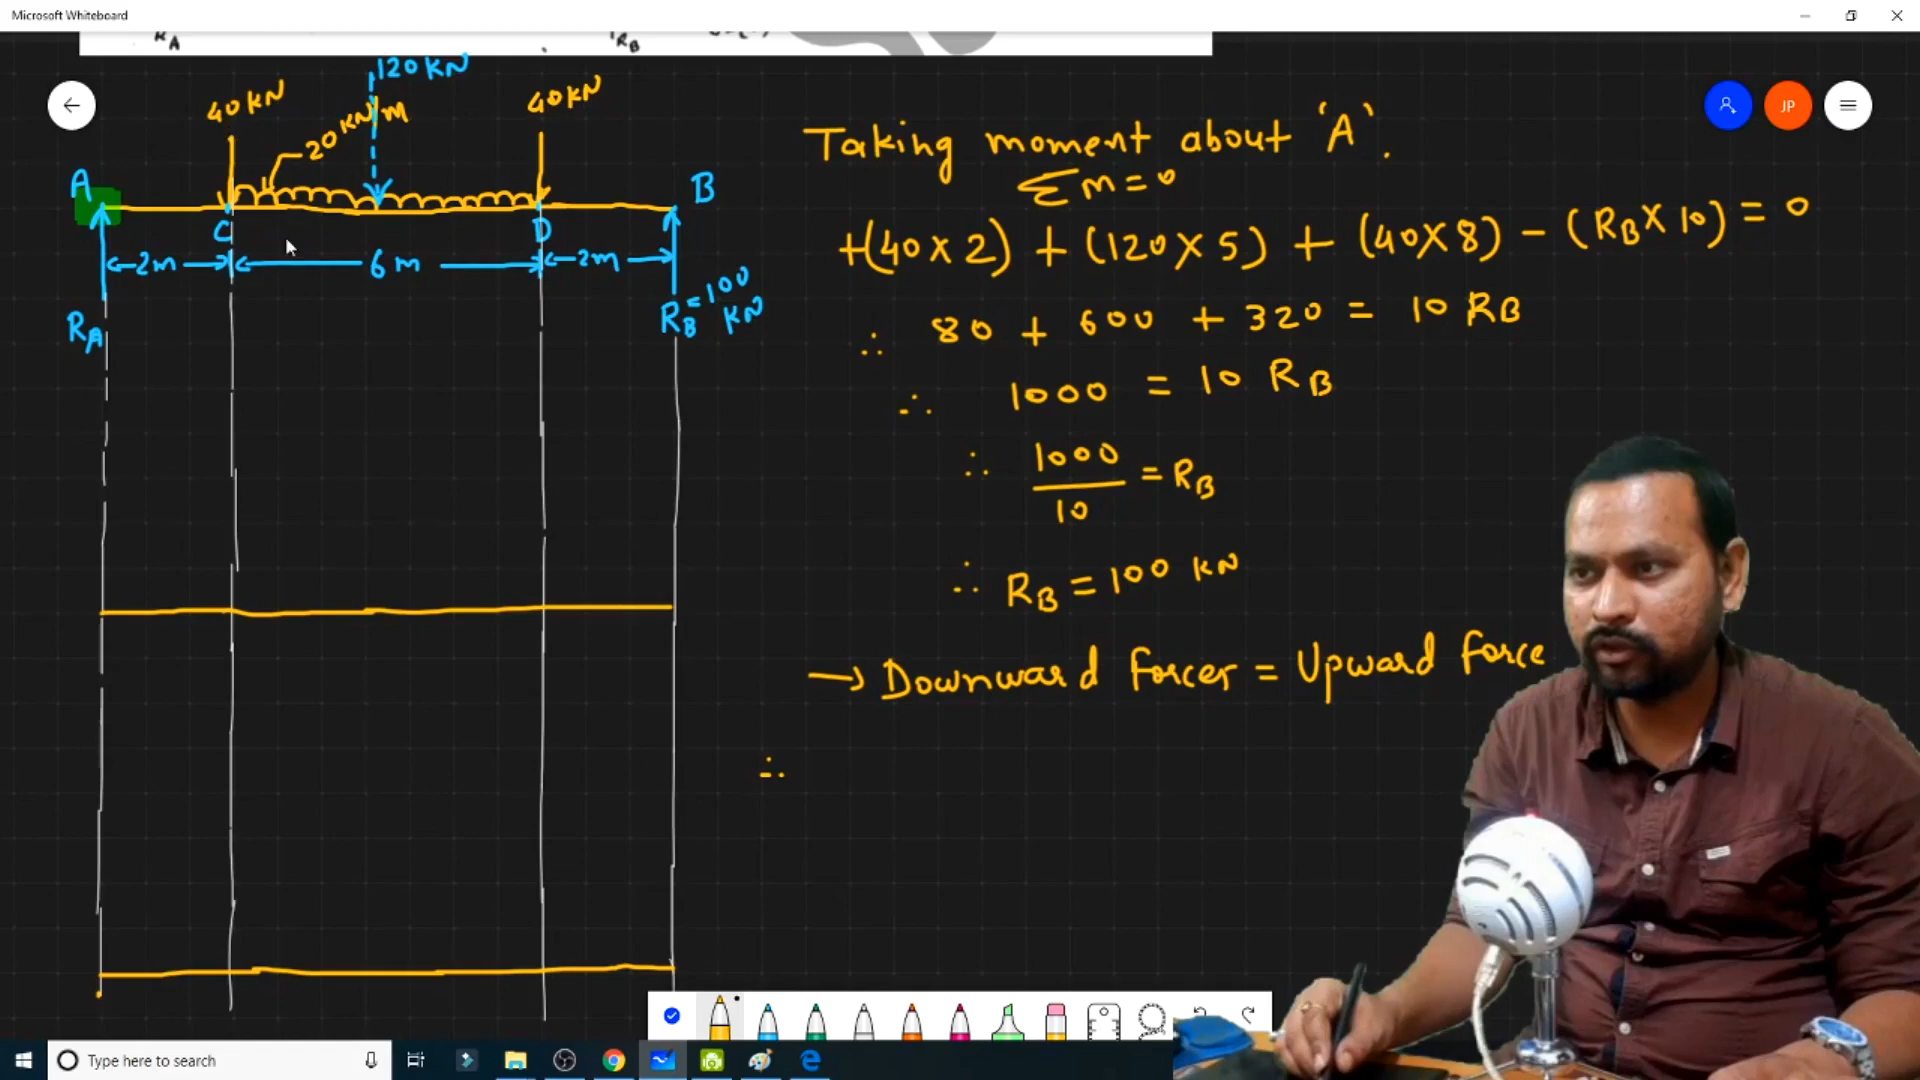 Microsoft Whiteboard
RA
RB
120 KN
40 KN
20 KN/m
40 KN
A
B
C
D
2m
6 m
2m
RA
RB = 100 KN
JP
Taking moment about 'A'.
Σm = 0
+(40 X 2) + (120 X 5) + (40 X 8) - (RB X 10) = 0
∴ 80 + 600 + 320 = 10 RB
∴ 1000 = 10 RB
∴ 1000/10 = RB
∴ RB = 100 KN
→ Downward forces = Upward force
∴
Type here to search